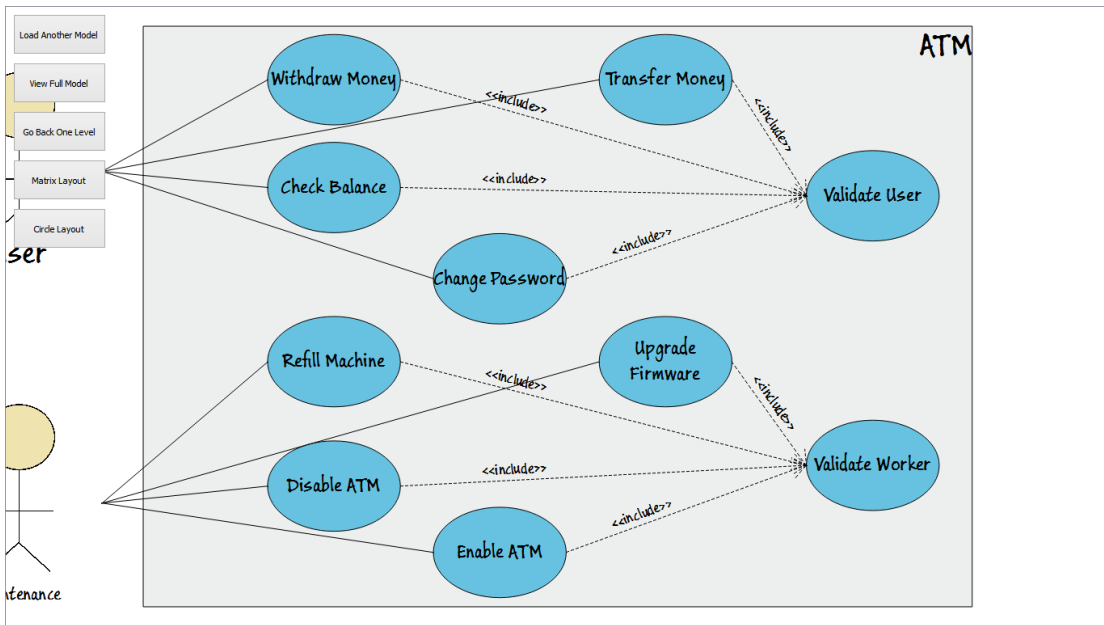 Load Another Model
View Full Model
Go Back One Level
Matrix Layout
Circle Layout
ATM
Withdraw Money
Transfer Money
<<include>>
<<include>>
Check Balance
<<include>>
Validate User
<<include>>
ser
Change Password
Refill Machine
Upgrade
Firmware
<<include>>
<<include>>
Disable ATM
<<include>>
Validate Worker
<<include>>
Enable ATM
ntenance